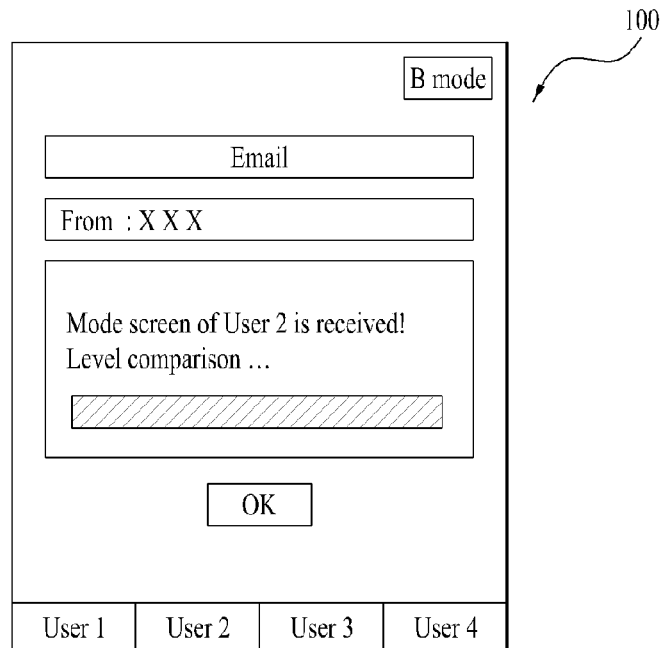 100
B mode
Email
From : X X X
Mode screen of User 2 is received!
Level comparison ...
OK
User 1 User 2 User 3 User 4